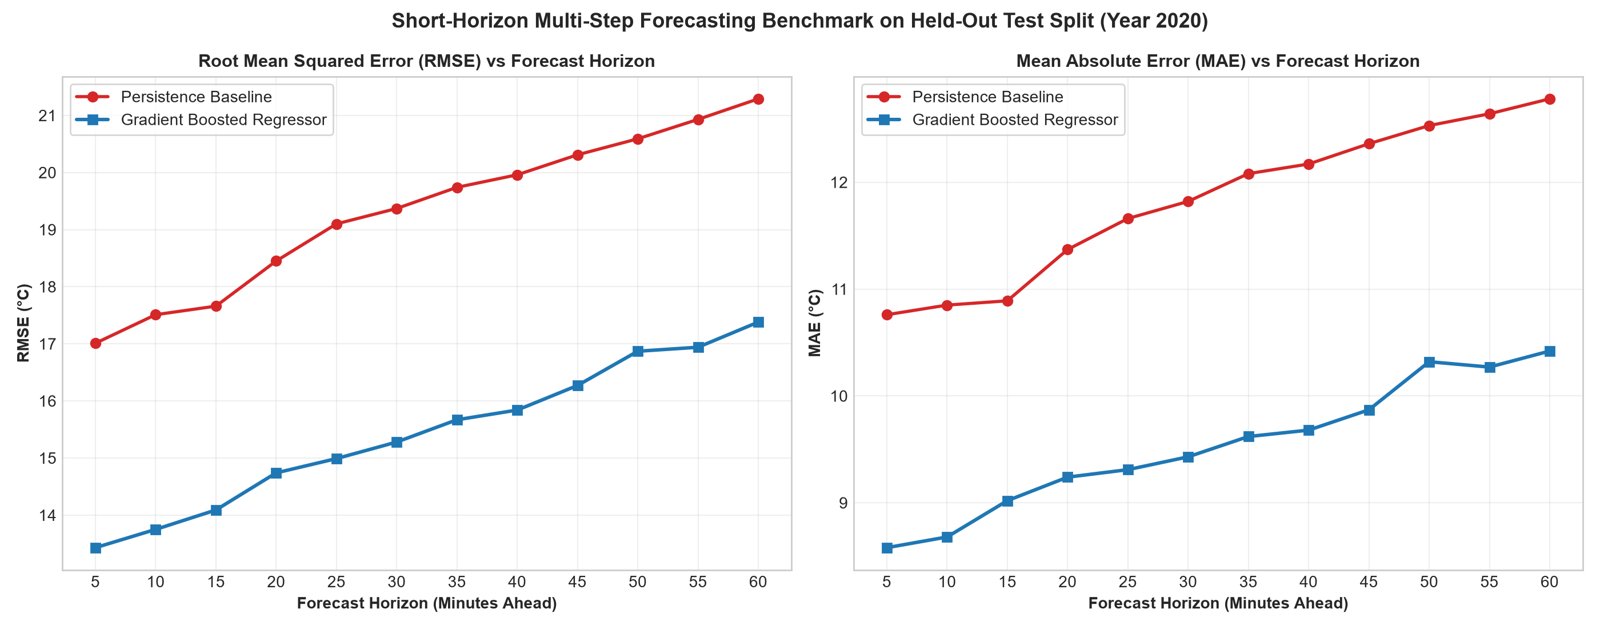 Short-Horizon Multi-Step Forecasting Benchmark on Held-Out Test Split (Year 2020)
Root Mean Squared Error (RMSE) vs Forecast Horizon
Persistence Baseline
Gradient Boosted Regressor
RMSE (°C)
21
20
19
18
17
16
15
14
5 10 15 20 25 30 35 40 45 50 55 60
Forecast Horizon (Minutes Ahead)
Mean Absolute Error (MAE) vs Forecast Horizon
Persistence Baseline
Gradient Boosted Regressor
MAE (°C)
12
11
10
9
5 10 15 20 25 30 35 40 45 50 55 60
Forecast Horizon (Minutes Ahead)